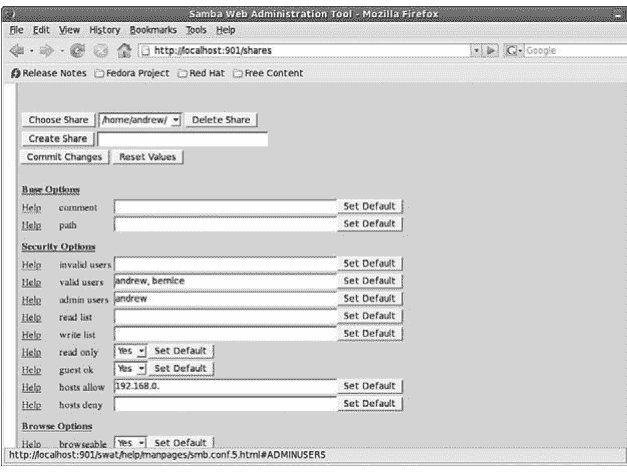 Samba Web Administration Tool - Mozilla Firefox
File Edit View History Bookmarks Tools Help
http://localhost:901/shares Google
Release Notes Fedora Project Red Hat Free Content
Choose Share /home/andrew/ Delete Share
Create Share
Commit Changes Reset Values
Base Options
Help comment Set Default
Help path Set Default
Security Options
Help invalid users Set Default
Help valid users andrew, bernice Set Default
Help admin users andrew Set Default
Help read list Set Default
Help write list Set Default
Help read only Yes Set Default
Help guest ok Yes Set Default
Help hosts allow 192.168.0. Set Default
Help hosts deny Set Default
Browse Options
Help browseable Yes Set Default
http://localhost:901/swat/help/manpages/smb.conf.5.html#ADMINUSERS